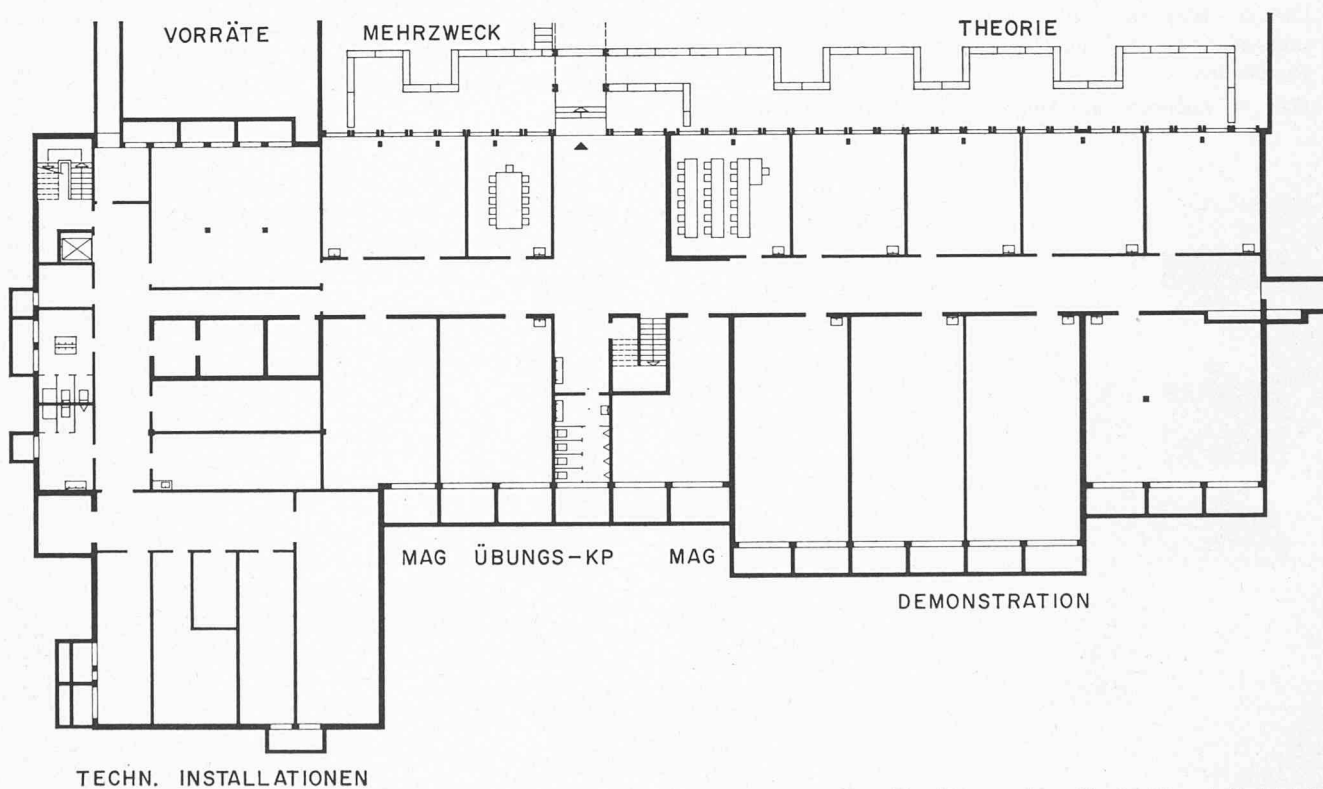 VORRÄTE
MEHRZWECK
THEORIE
MAG ÜBUNGS-KP MAG
DEMONSTRATION
TECHN. INSTALLATIONEN